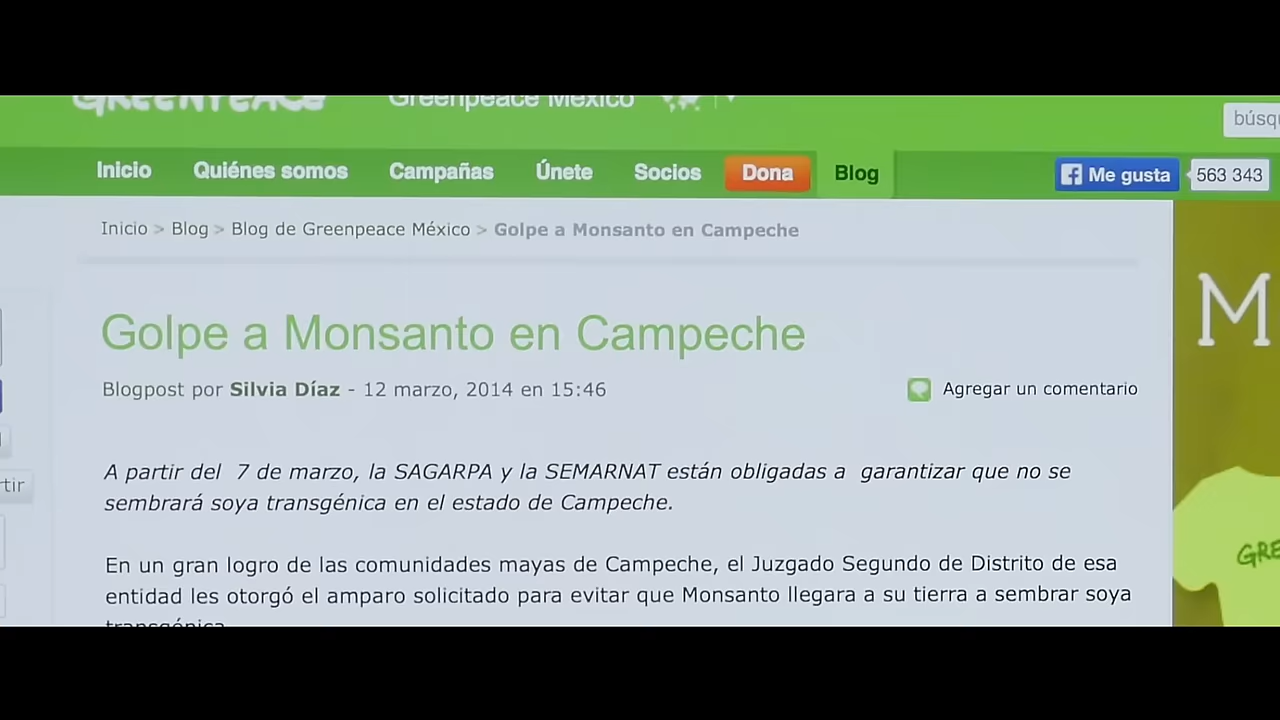 GREENPEACE
Greenpeace México
búsq
Inicio Quiénes somos Campañas Únete Socios Dona Blog
Me gusta 563 343
Inicio > Blog > Blog de Greenpeace México > Golpe a Monsanto en Campeche
Golpe a Monsanto en Campeche
M
Blogpost por Silvia Díaz - 12 marzo, 2014 en 15:46
Agregar un comentario
A partir del 7 de marzo, la SAGARPA y la SEMARNAT están obligadas a garantizar que no se
sembrará soya transgénica en el estado de Campeche.
rtir
GRE
En un gran logro de las comunidades mayas de Campeche, el Juzgado Segundo de Distrito de esa
entidad les otorgó el amparo solicitado para evitar que Monsanto llegara a su tierra a sembrar soya
transgénica